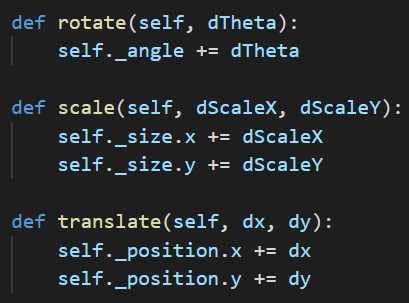 def rotate(self, dTheta):
    self._angle += dTheta
def scale(self, dScaleX, dScaleY):
    self._size.x += dScaleX
    self._size.y += dScaleY
def translate(self, dx, dy):
    self._position.x += dx
    self._position.y += dy